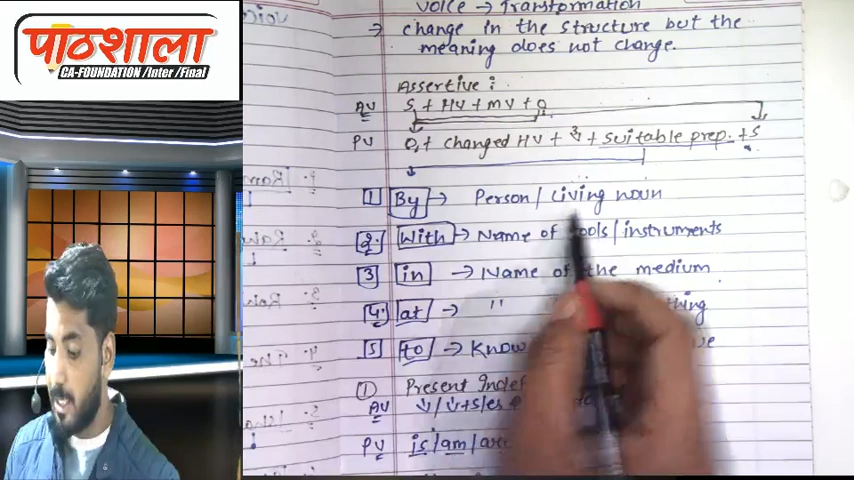 पाठशाला
CA-FOUNDATION /Inter /Final
Voice → Transformation
→ change in the structure but the
meaning does not change.
Assertive :
AV S + HV + MV + O
PV O + changed HV + V3 + suitable prep. + S
1 By → Person / Living noun
2. With → Name of tools / instruments
3 in → Name of the medium
4. at → " thing
5 to → Know
① Present Indef
AV V / V+s/es
PV is / am / are